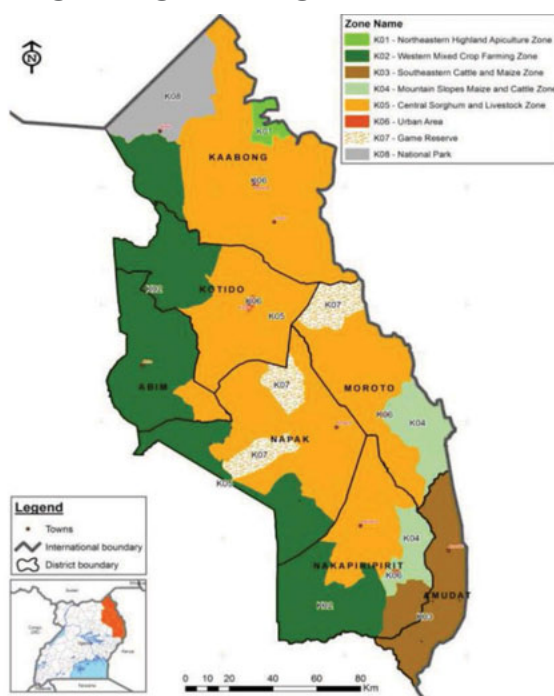 Zone Name
K01 - Northeastern Highland Apiculture Zone
K02 - Western Mixed Crop Farming Zone
K03 - Southeastern Cattle and Maize Zone
K04 - Mountain Slopes Maize and Cattle Zone
K05 - Central Sorghum and Livestock Zone
K06 - Urban Area
K07 - Game Reserve
K08 - National Park
N
K08
K01
KAABONG
K06
K02
KOTIDO
K06
K05
K07
ABIM
K07
MOROTO
K06
K04
NAPAK
K07
K04
NAKAPIRIPIRIT
K06
AMUDAT
K02
K03
Legend
Towns
International boundary
District boundary
0 10 20 40 60 80
Km